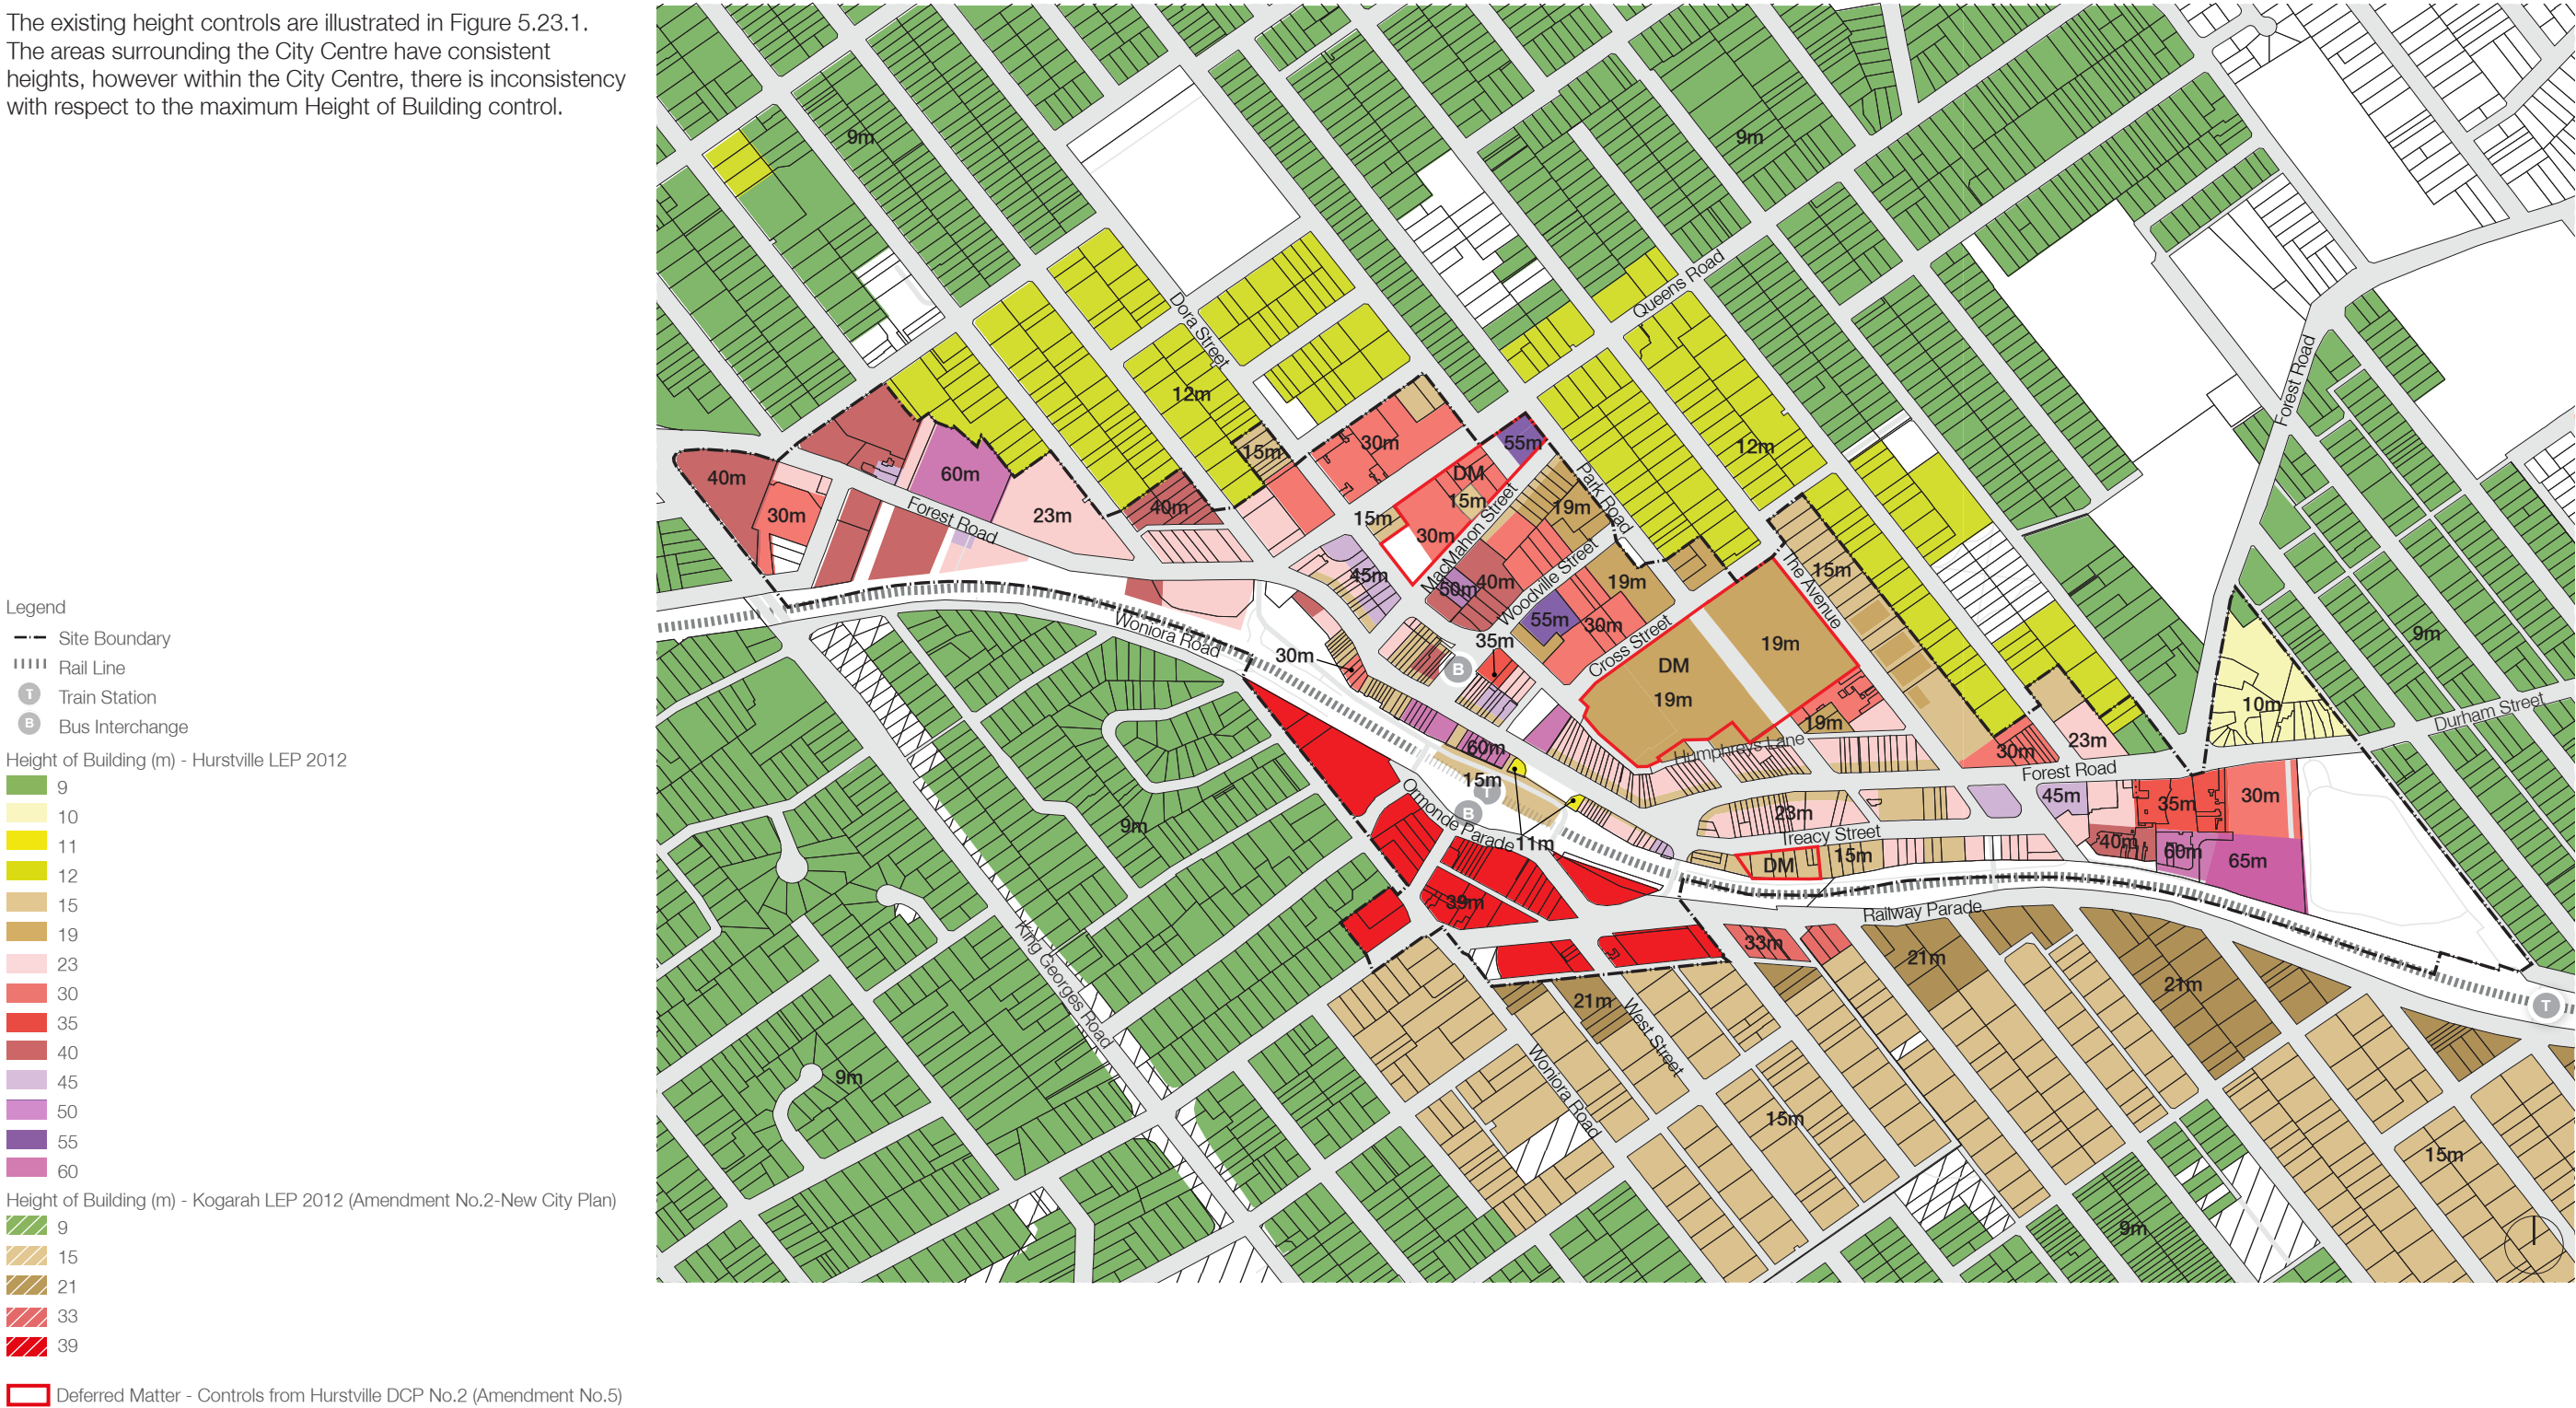 The existing height controls are illustrated in Figure 5.23.1.
The areas surrounding the City Centre have consistent
heights, however within the City Centre, there is inconsistency
with respect to the maximum Height of Building control.
Legend
Site Boundary
Rail Line
T Train Station
B Bus Interchange
Height of Building (m) - Hurstville LEP 2012
9
10
11
12
15
19
23
30
35
40
45
50
55
60
Height of Building (m) - Kogarah LEP 2012 (Amendment No.2-New City Plan)
9
15
21
33
39
Deferred Matter - Controls from Hurstville DCP No.2 (Amendment No.5)
9m
9m
Queens Road
Dora Street
Forest Road
12m
30m
55m
12m
15m
DM
40m
60m
15m
19m
Park Road
30m
23m
40m
15m
Forest Road
30m
MacMahon Street
45m
50m
40m
Woodville Street
19m
15m
The Avenue
55m
30m
Woniora Road
35m
Cross Street
19m
9m
30m
B
DM
19m
10m
Durham Street
19m
60m
Humphreys Lane
30m
23m
15m
Forest Road
T
45m
35m
30m
B
Ormonde Parade
23m
9m
11m
Treacy Street
40m
60m
65m
DM
15m
39m
Railway Parade
33m
21m
21m
King Georges Road
21m
West Street
T
9m
Woniora Road
15m
15m
9m